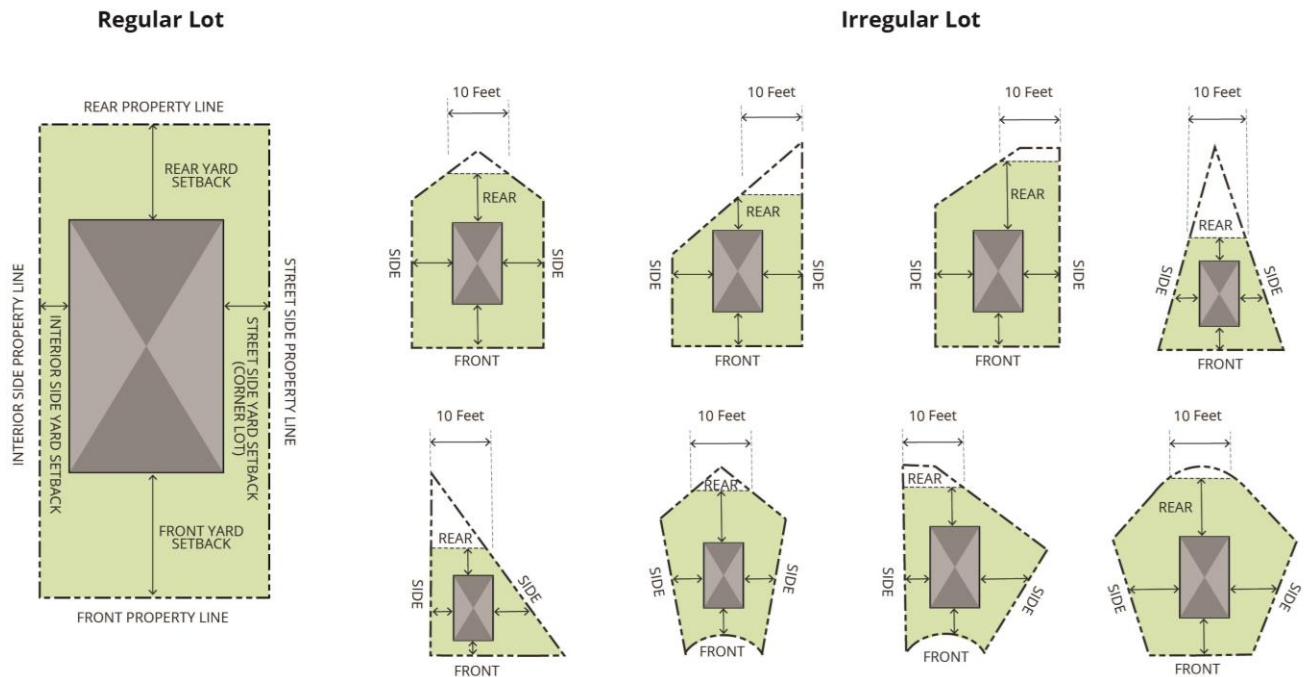 Regular Lot
Irregular Lot
REAR PROPERTY LINE
REAR YARD
SETBACK
INTERIOR SIDE PROPERTY LINE
INTERIOR SIDE YARD SETBACK
STREET SIDE YARD SETBACK
(CORNER LOT)
STREET SIDE PROPERTY LINE
FRONT YARD
SETBACK
FRONT PROPERTY LINE
10 Feet
REAR
SIDE
SIDE
FRONT
10 Feet
REAR
SIDE
SIDE
FRONT
10 Feet
REAR
SIDE
SIDE
FRONT
10 Feet
REAR
SIDE
SIDE
FRONT
10 Feet
REAR
SIDE
SIDE
FRONT
10 Feet
REAR
SIDE
SIDE
FRONT
10 Feet
REAR
SIDE
SIDE
FRONT
10 Feet
REAR
SIDE
SIDE
FRONT